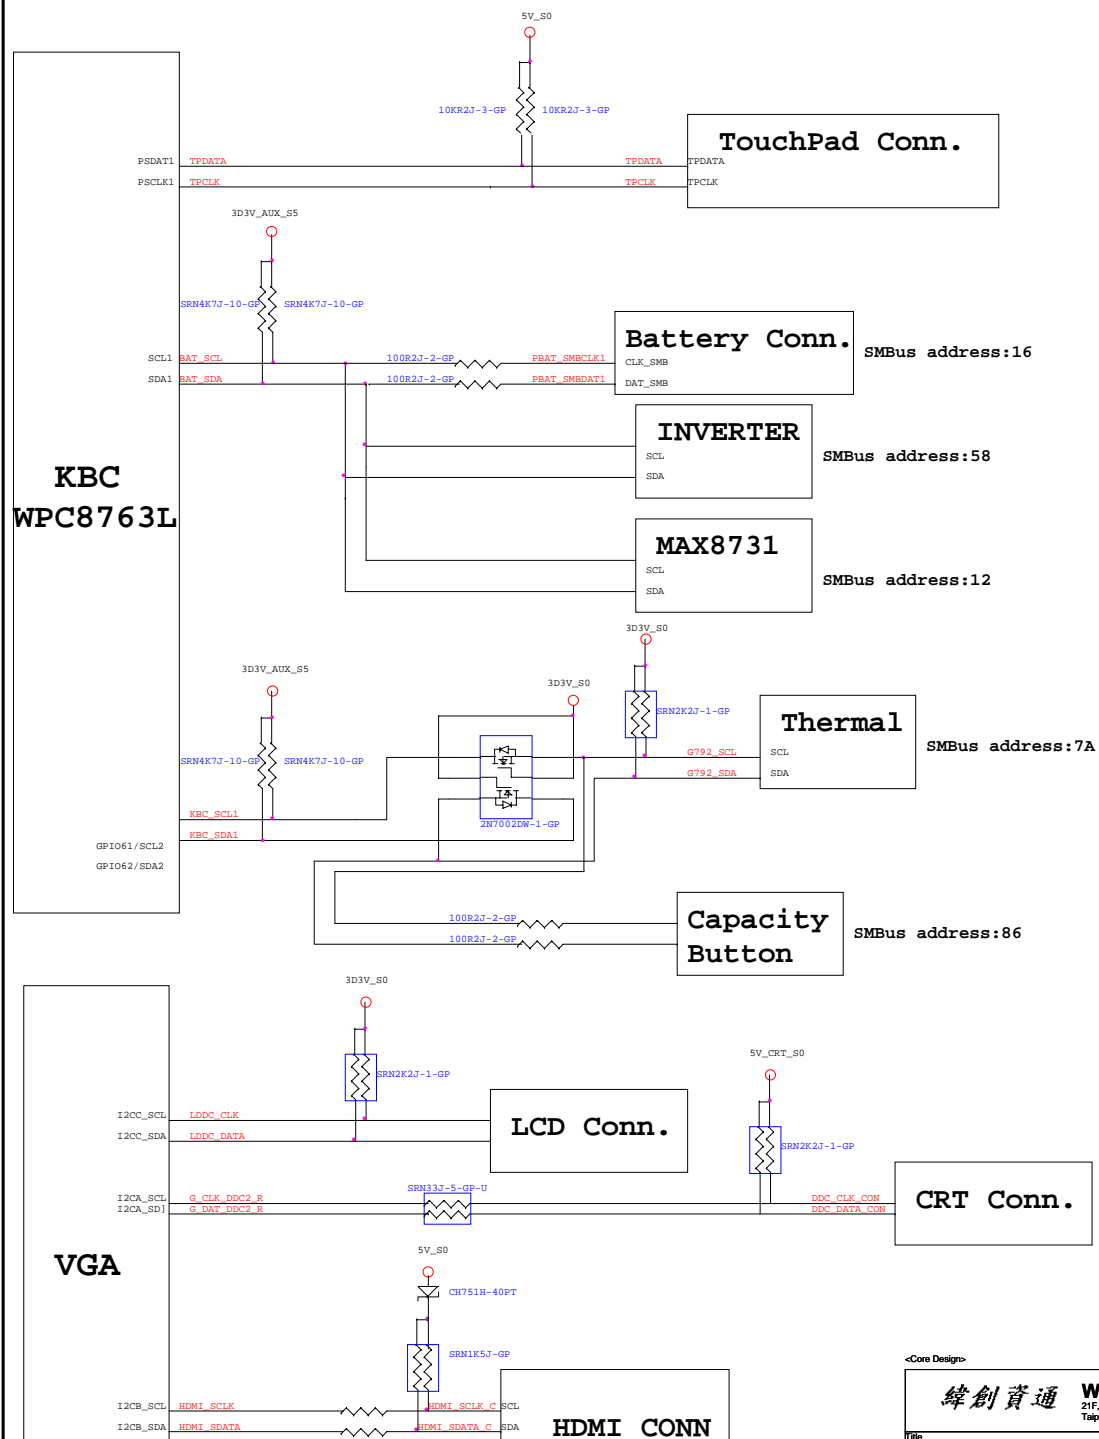 5V_S0
10KR2J-3-GP 10KR2J-3-GP
TouchPad Conn.
PSDAT1 TPDATA TPDATA TPDATA
PSCLK1 TPCLK TPCLK TPCLK
3D3V_AUX_S5
SRN4K7J-10-GP SRN4K7J-10-GP
Battery Conn.
SMBus address:16
SCL1 BAT_SCL 100R2J-2-GP PBAT_SMBCLK1 CLK_SMB
SDA1 BAT_SDA 100R2J-2-GP PBAT_SMBDAT1 DAT_SMB
INVERTER
SCL
SDA
SMBus address:58
KBC
WPC8763L
MAX8731
SCL
SDA
SMBus address:12
3D3V_S0
3D3V_AUX_S5
3D3V_S0
SRN2K2J-1-GP
SRN4K7J-10-GP SRN4K7J-10-GP
Thermal
SMBus address:7A
G792_SCL SCL
G792_SDA SDA
2N7002DW-1-GP
KBC_SCL1
KBC_SDA1
GPIO61/SCL2
GPIO62/SDA2
100R2J-2-GP
100R2J-2-GP
Capacity
Button
SMBus address:86
3D3V_S0
SRN2K2J-1-GP
5V_CRT_S0
SRN2K2J-1-GP
I2CC_SCL LDDC_CLK
I2CC_SDA LDDC_DATA
LCD Conn.
SRN33J-5-GP-U
I2CA_SCL G_CLK_DDC2_R DDC_CLK_CON
I2CA_SD] G_DAT_DDC2_R DDC_DATA_CON
CRT Conn.
VGA
5V_S0
CH751H-40PT
SRN1K5J-GP
I2CB_SCL HDMI_SCLK HDMI_SCLK_C SCL
I2CB_SDA HDMI_SDATA HDMI_SDATA_C SDA
HDMI CONN
<Core Design>
緯創資通 W
21F,
Taip
Title